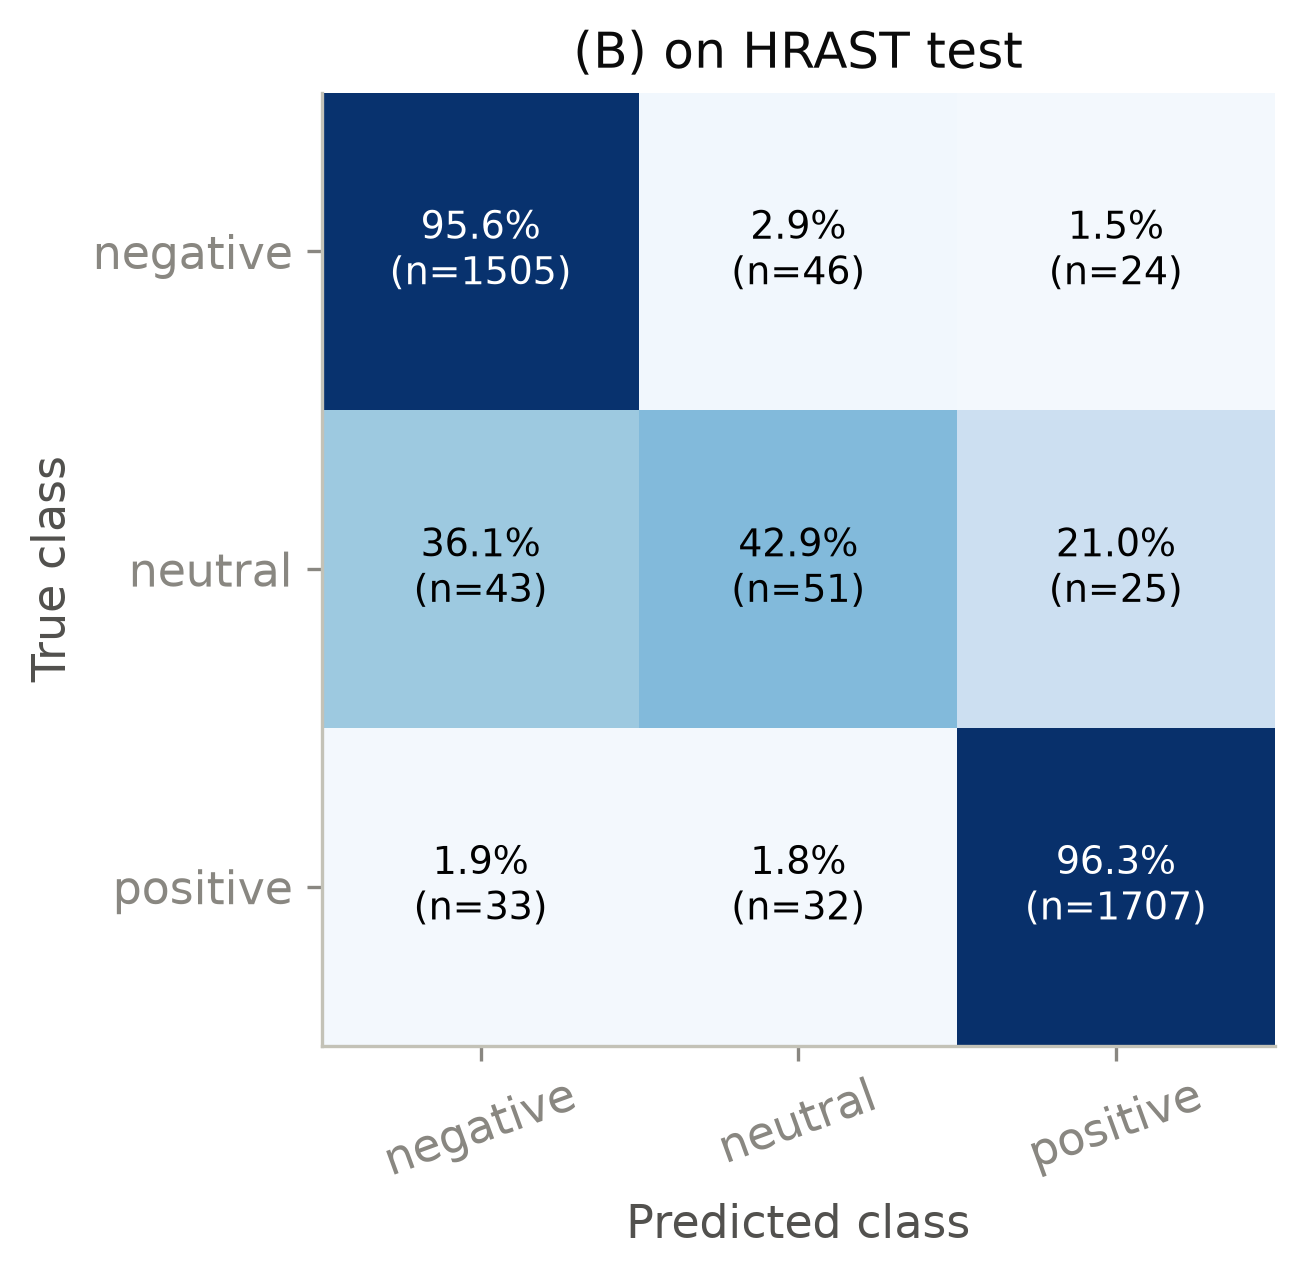 (B) on HRAST test
True class
negative
95.6%
(n=1505)
2.9%
(n=46)
1.5%
(n=24)
neutral
36.1%
(n=43)
42.9%
(n=51)
21.0%
(n=25)
positive
1.9%
(n=33)
1.8%
(n=32)
96.3%
(n=1707)
negative
neutral
positive
Predicted class